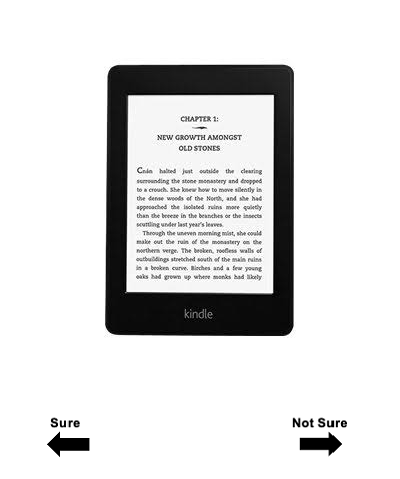 CHAPTER 1:
NEW GROWTH AMONGST
OLD STONES
Cnán halted just outside the clearing
surrounding the stone monastery and dropped
to a crouch. She knew how to move silently in
the dense woods of the North, and she had
approached the isolated ruins more quietly
than the breeze in the branches or the insects
scuttling under last year's leaves.
Through the uneven morning mist, she could
make out the ruin of the monastery on the
northern verge. The broken, roofless walls of
outbuildings stretched south of the main ruins
in a broken curve. Birches and a few young
oaks had grown up where monks had likely
kindle
Sure
Not Sure